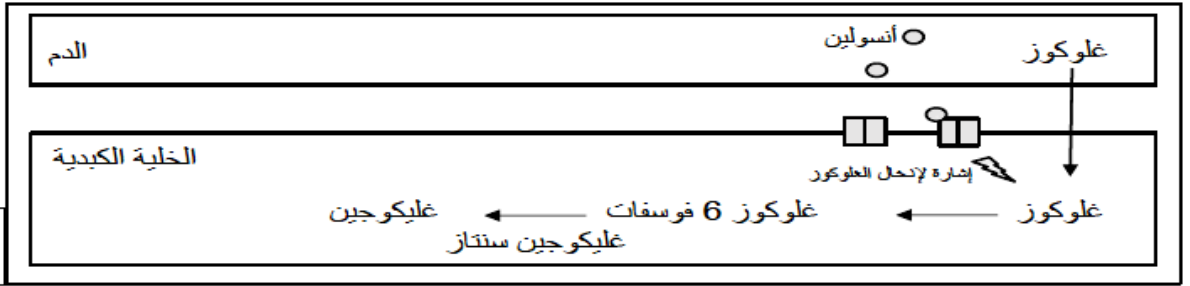 غلوكوز
أنسولين
الدم
الخلية الكبدية
إشارة لإدخال الغلوكوز
غلوكوز
غلوكوز 6 فوسفات
غليكوجين
غليكوجين سنتاز